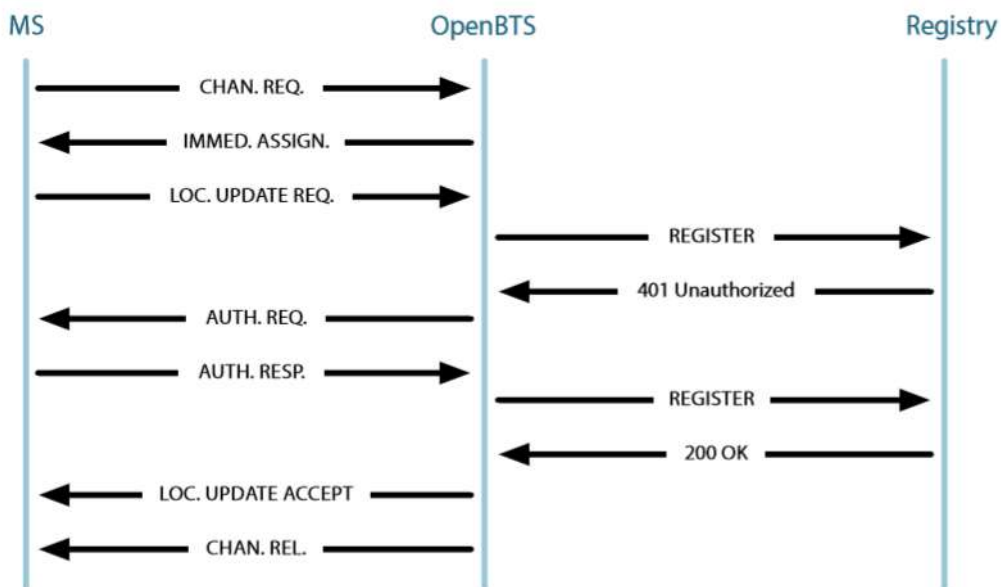 MS OpenBTS Registry
CHAN. REQ.
IMMED. ASSIGN.
LOC. UPDATE REQ.
REGISTER
401 Unauthorized
AUTH. REQ.
AUTH. RESP.
REGISTER
200 OK
LOC. UPDATE ACCEPT
CHAN. REL.